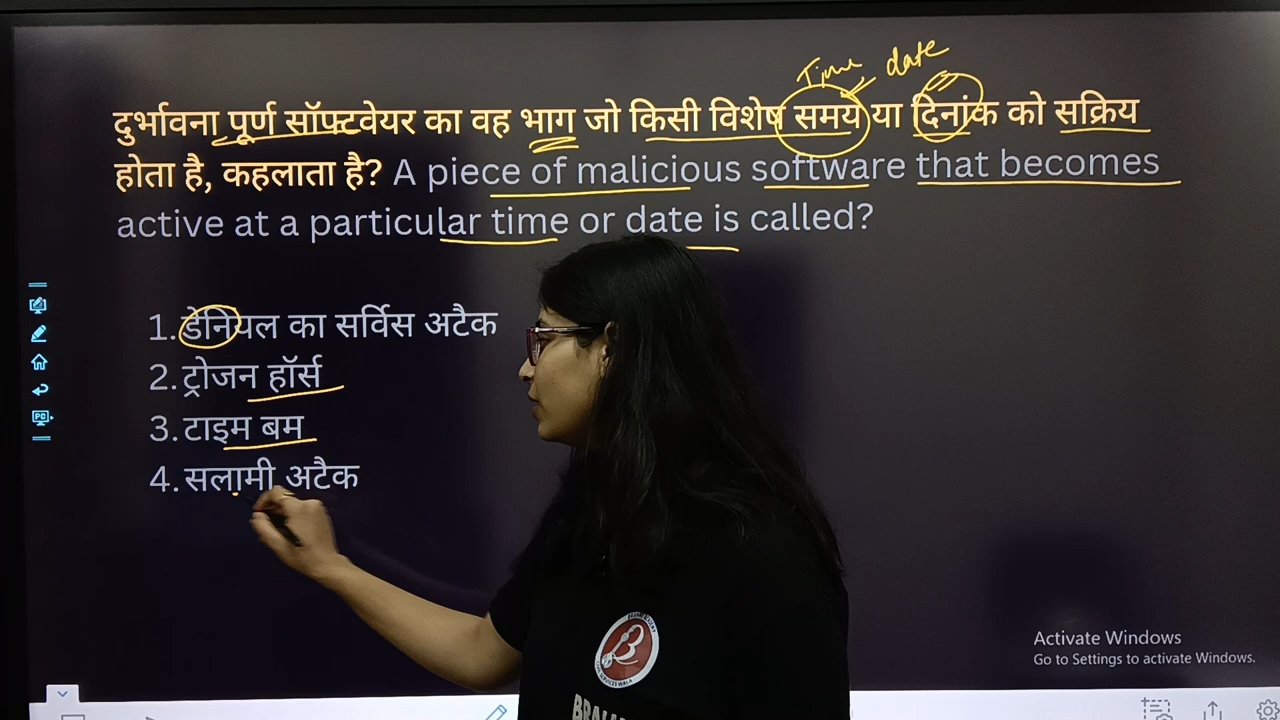 Time date
दुर्भावना पूर्ण सॉफ्टवेयर का वह भाग जो किसी विशेष समय या दिनांक को सक्रिय
होता है, कहलाता है? A piece of malicious software that becomes
active at a particular time or date is called?
1. डेनियल का सर्विस अटैक
2. ट्रोजन हॉर्स
3. टाइम बम
4. सलामी अटैक
PC
Activate Windows
Go to Settings to activate Windows.